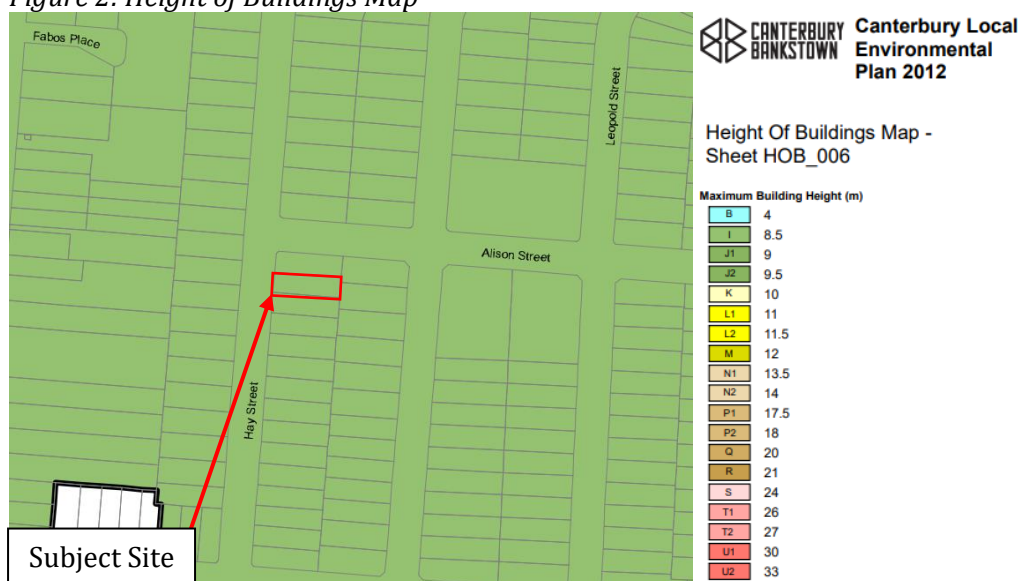 Figure 2: Height of Buildings Map
Fabos Place
Leopold Street
Alison Street
Hay Street
Subject Site
CANTERBURY
BANKSTOWN
Canterbury Local
Environmental
Plan 2012
Height Of Buildings Map -
Sheet HOB_006
Maximum Building Height (m)
B 4
I 8.5
J1 9
J2 9.5
K 10
L1 11
L2 11.5
M 12
N1 13.5
N2 14
P1 17.5
P2 18
Q 20
R 21
S 24
T1 26
T2 27
U1 30
U2 33